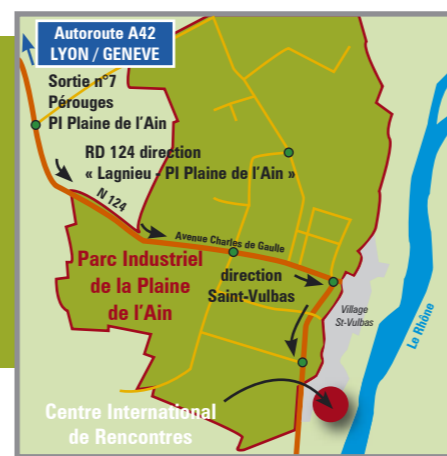 Autoroute A42
LYON / GENEVE
Sortie n°7
Pérouges
PI Plaine de l'Ain
RD 124 direction
« Lagnieu - PI Plaine de l'Ain »
N 124
Avenue Charles de Gaulle
Parc Industriel
de la Plaine
de l'Ain
direction
Saint-Vulbas
Village
St-Vulbas
Le Rhône
Centre International
de Rencontres